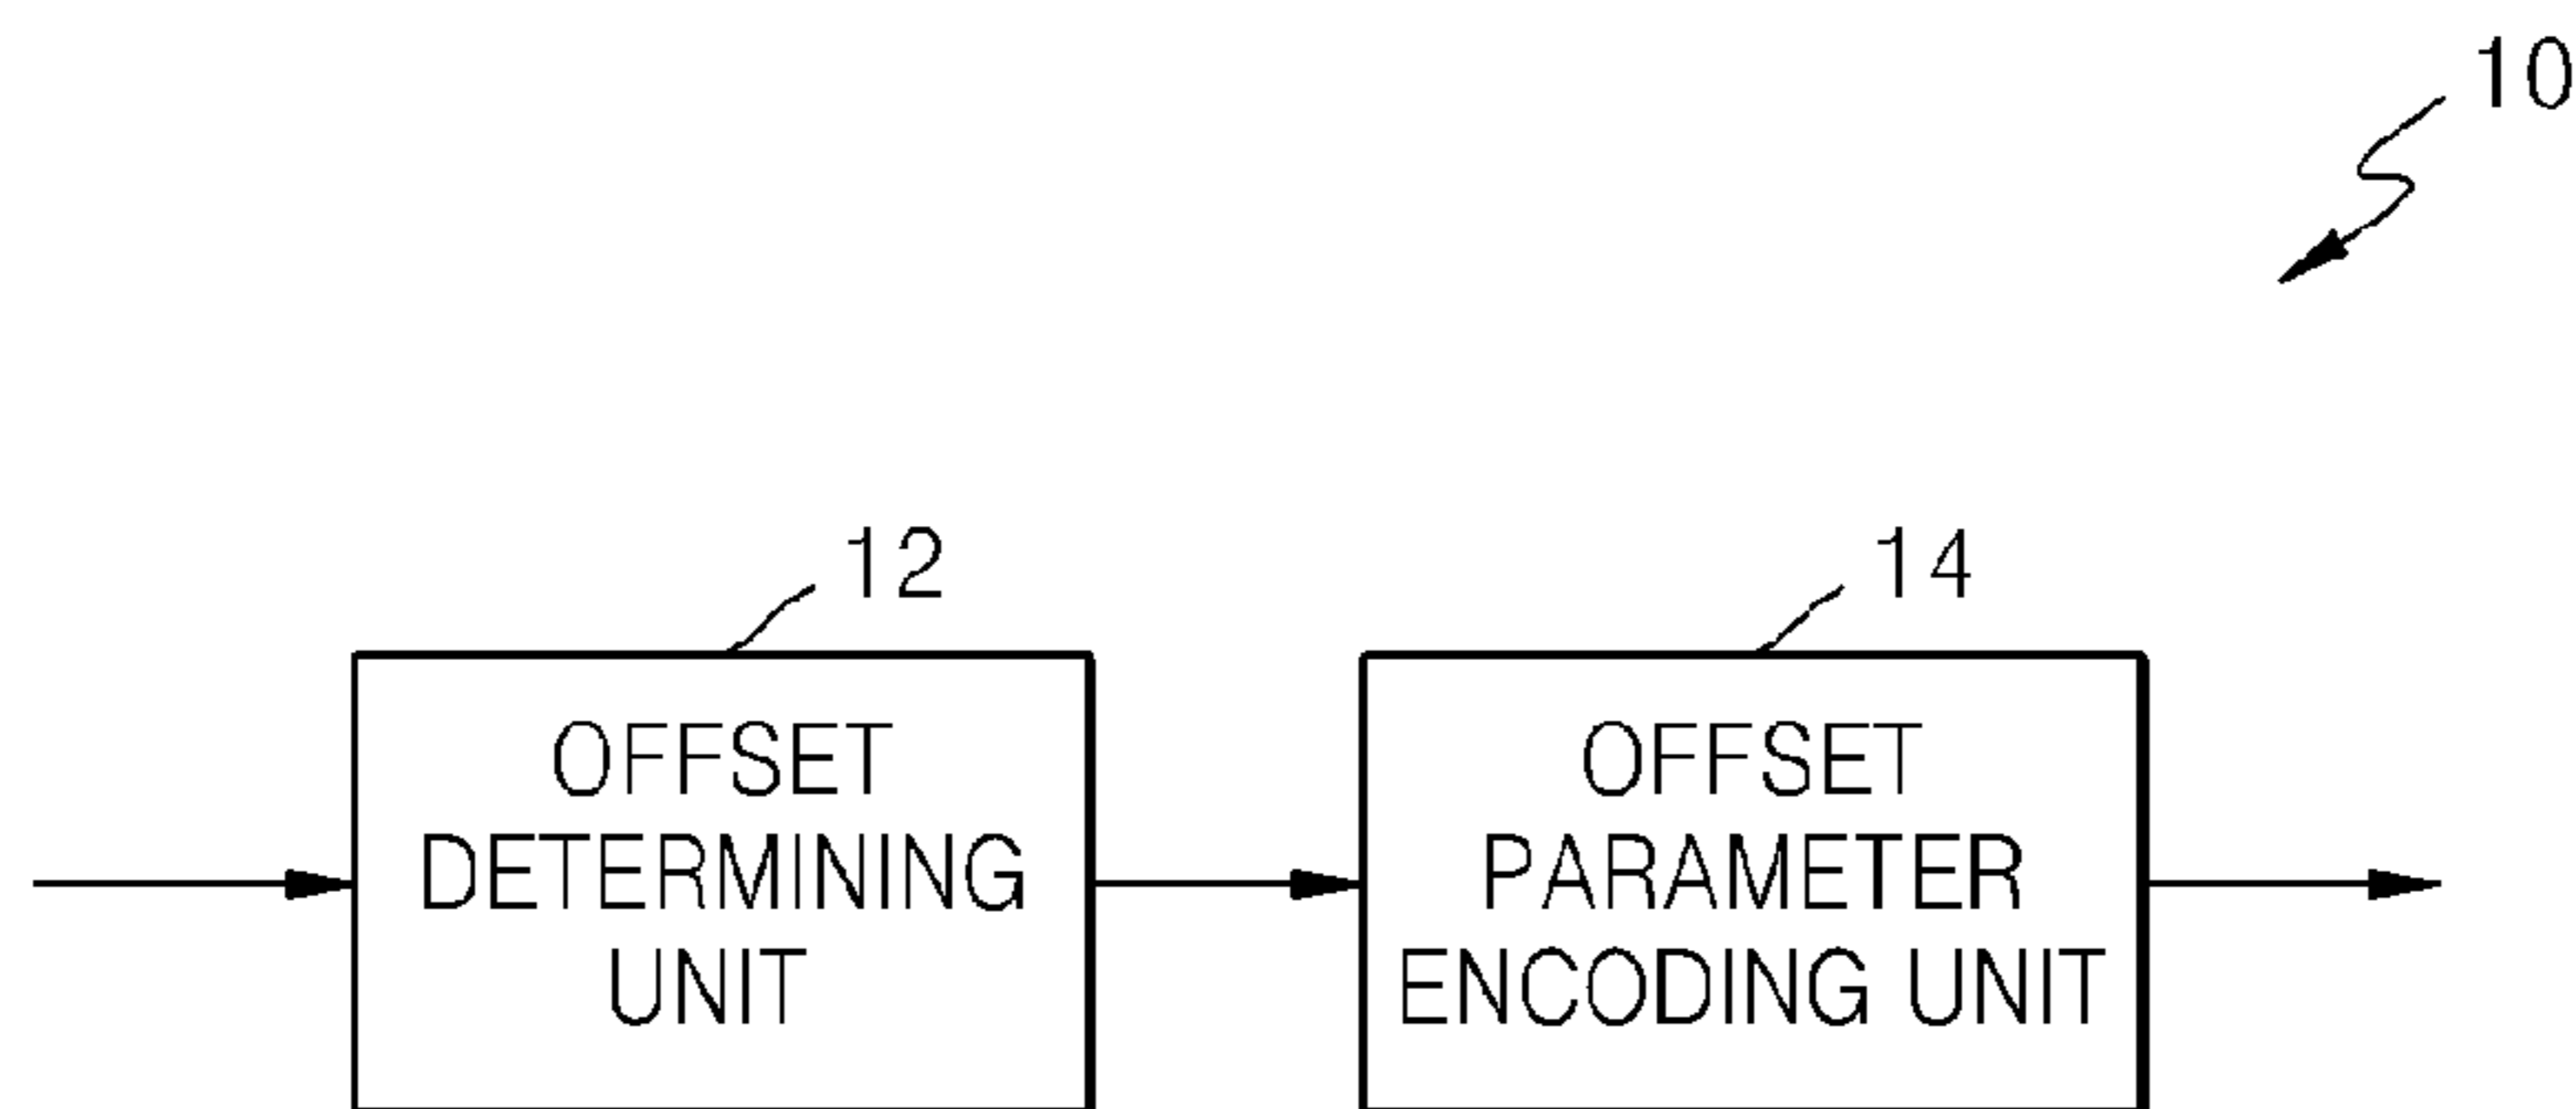 10
12
14
OFFSET
DETERMINING
UNIT
OFFSET
PARAMETER
ENCODING UNIT